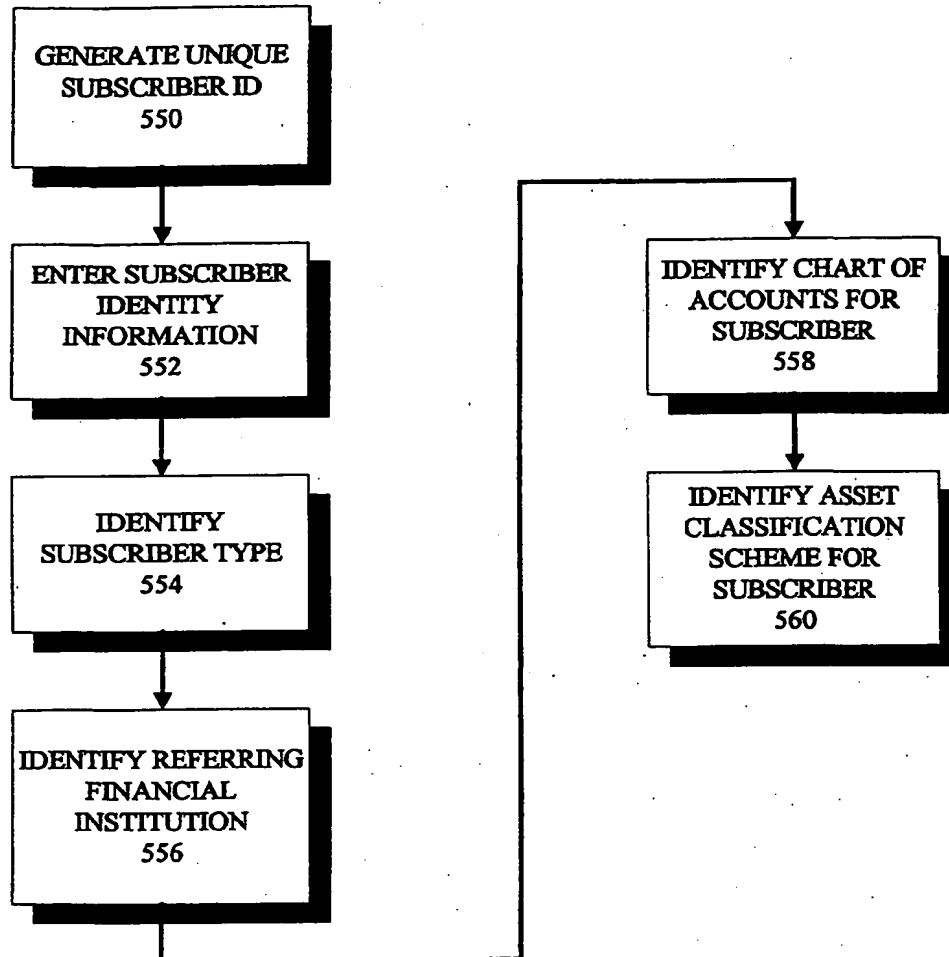 GENERATE UNIQUE
SUBSCRIBER ID
550
ENTER SUBSCRIBER
IDENTITY
INFORMATION
552
IDENTIFY
SUBSCRIBER TYPE
554
IDENTIFY REFERRING
FINANCIAL
INSTITUTION
556
IDENTIFY CHART OF
ACCOUNTS FOR
SUBSCRIBER
558
IDENTIFY ASSET
CLASSIFICATION
SCHEME FOR
SUBSCRIBER
560